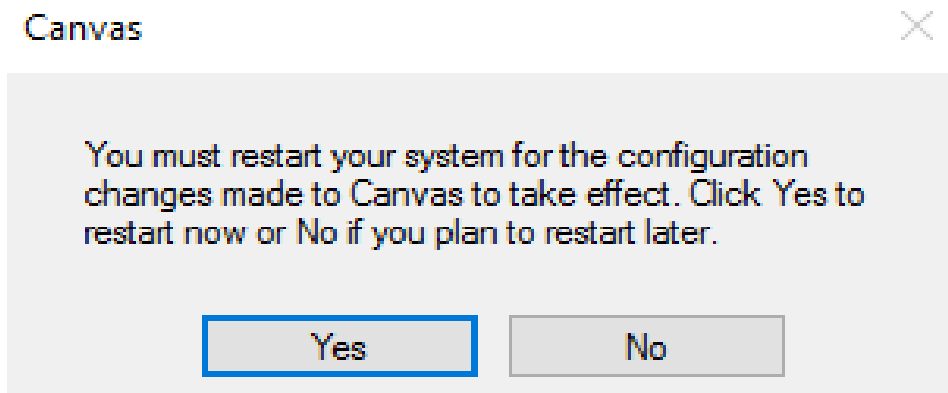 Canvas
You must restart your system for the configuration
changes made to Canvas to take effect. Click Yes to
restart now or No if you plan to restart later.
Yes
No